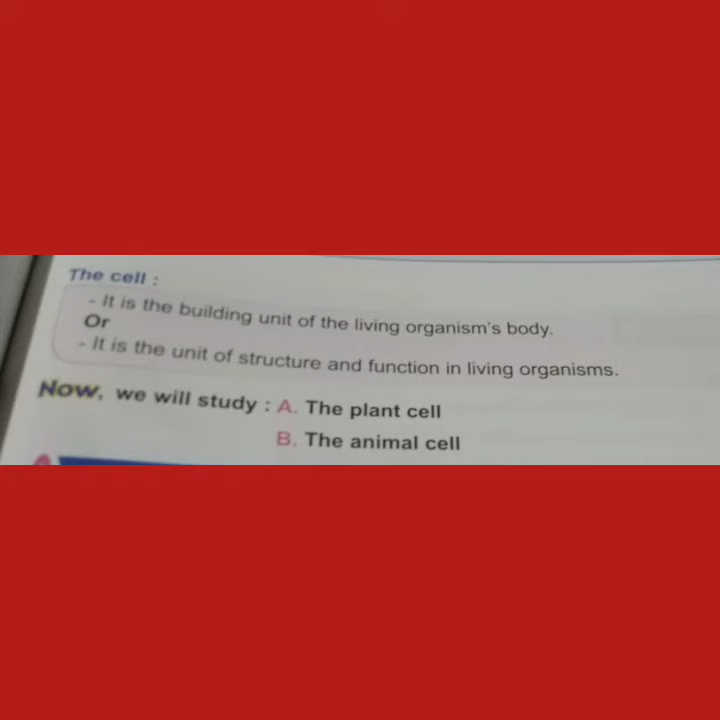 The cell :
- It is the building unit of the living organism's body.
Or
- It is the unit of structure and function in living organisms.
Now, we will study : A. The plant cell
B. The animal cell